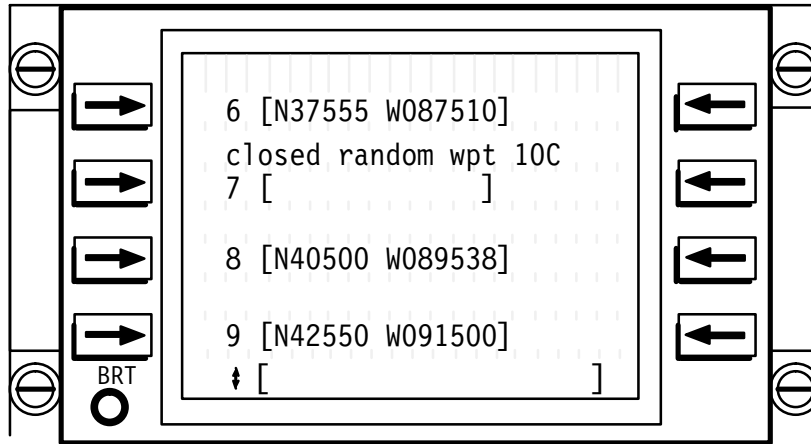 6 [N37555 W087510]
closed random wpt 10C
7 [ ]
8 [N40500 W089538]
9 [N42550 W091500]
BRT
[ ]